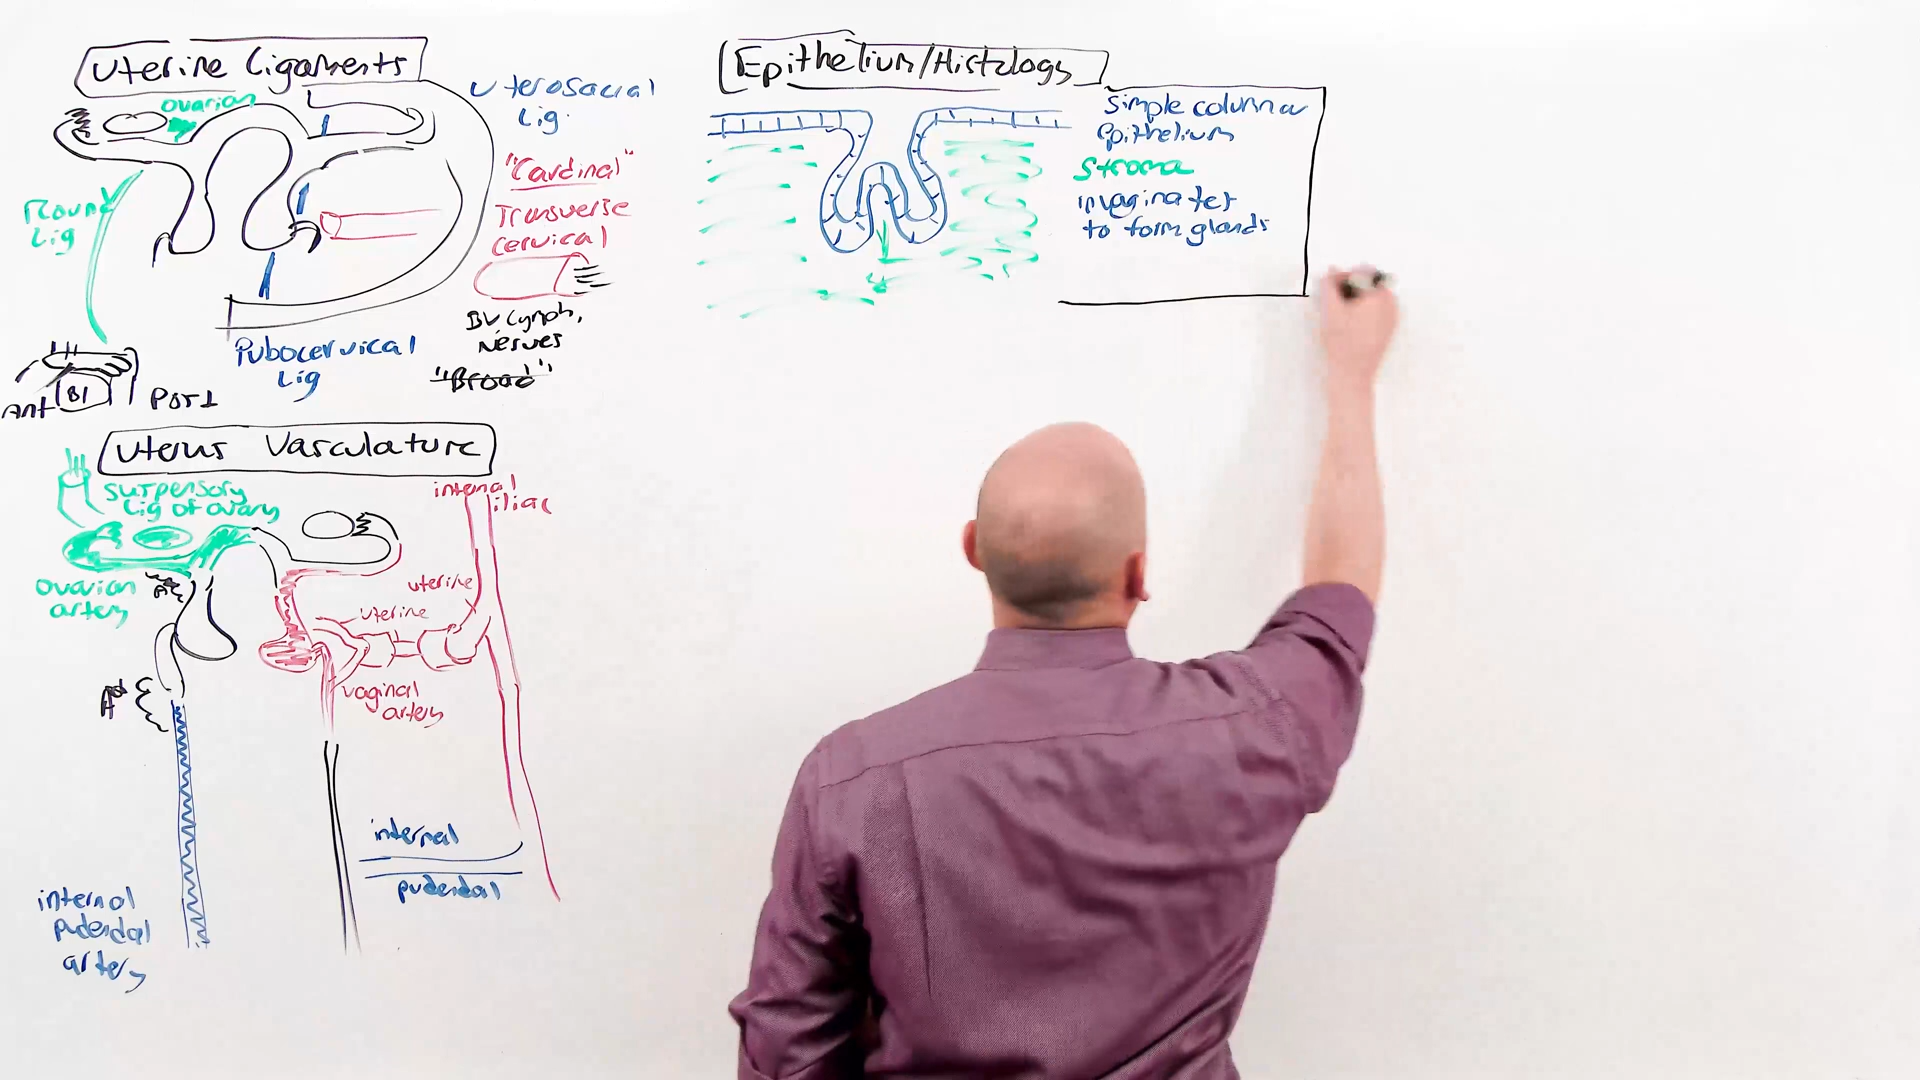 Uterine Ligaments
ovarian
Round
Lig
Uterosacral
Lig.
"Cardinal"
Transverse
cervical
BV Lymph,
Nerves
"Broad"
Pubocervical
Lig
Ant
Bl
Post
Uterus Vasculature
suspensory
Lig of ovary
ovarian
artery
internal
iliac
uterine
uterine
vaginal
artery
internal
pudendal
internal
pudendal
artery
Epithelium/Histology
simple columnar
epithelium
stroma
invaginates
to form glands